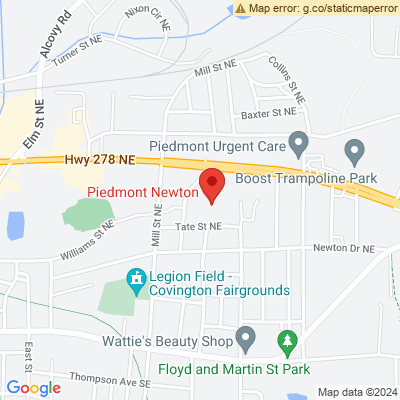 Map error: g.co/staticmaperror
Nixon Cir NE
Alcovy Rd
Turner St NE
Mill St NE
Collins St NE
Elm St NE
Baxter St NE
Piedmont Urgent Care
Hwy 278 NE
Boost Trampoline Park
Piedmont Newton
Mill St NE
Tate St NE
Williams St NE
Newton Dr NE
Legion Field -
Covington Fairgrounds
Wattie's Beauty Shop
East St
Floyd and Martin St Park
Thompson Ave SE
Google
Map data ©2024